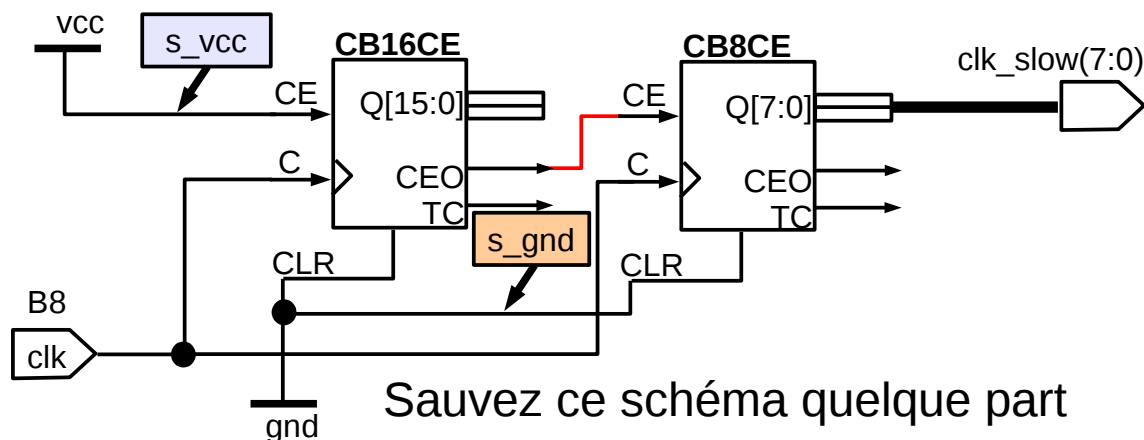 vcc
s_vcc
CB16CE
CB8CE
clk_slow(7:0)
CE
Q[15:0]
CE
Q[7:0]
C
CEO
C
CEO
TC
TC
s_gnd
CLR
CLR
B8
clk
Sauvez ce schéma quelque part
gnd